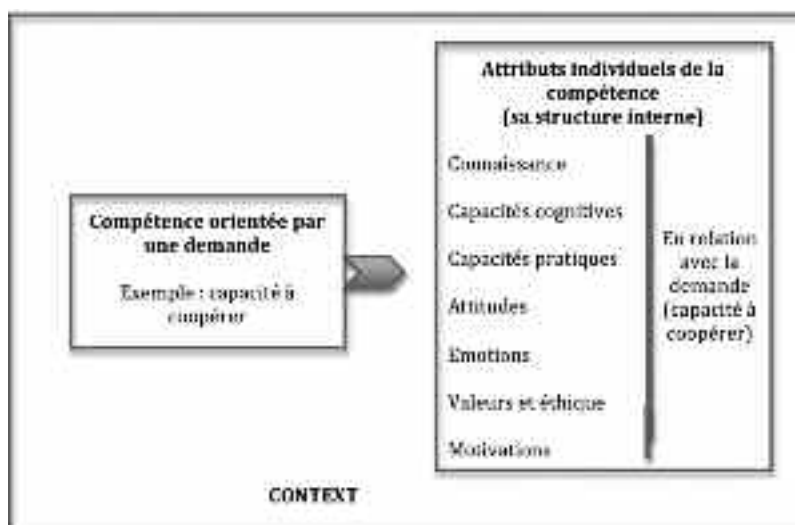 Compétence orientée par
une demande
Exemple : capacité à
coopérer
Attributs individuels de la
compétence
(sa structure interne)
Connaissance
Capacités cognitives
Capacités pratiques
Attitudes
Emotions
Valeurs et éthique
Motivations
En relation
avec la
demande
(capacité à
coopérer)
CONTEXT